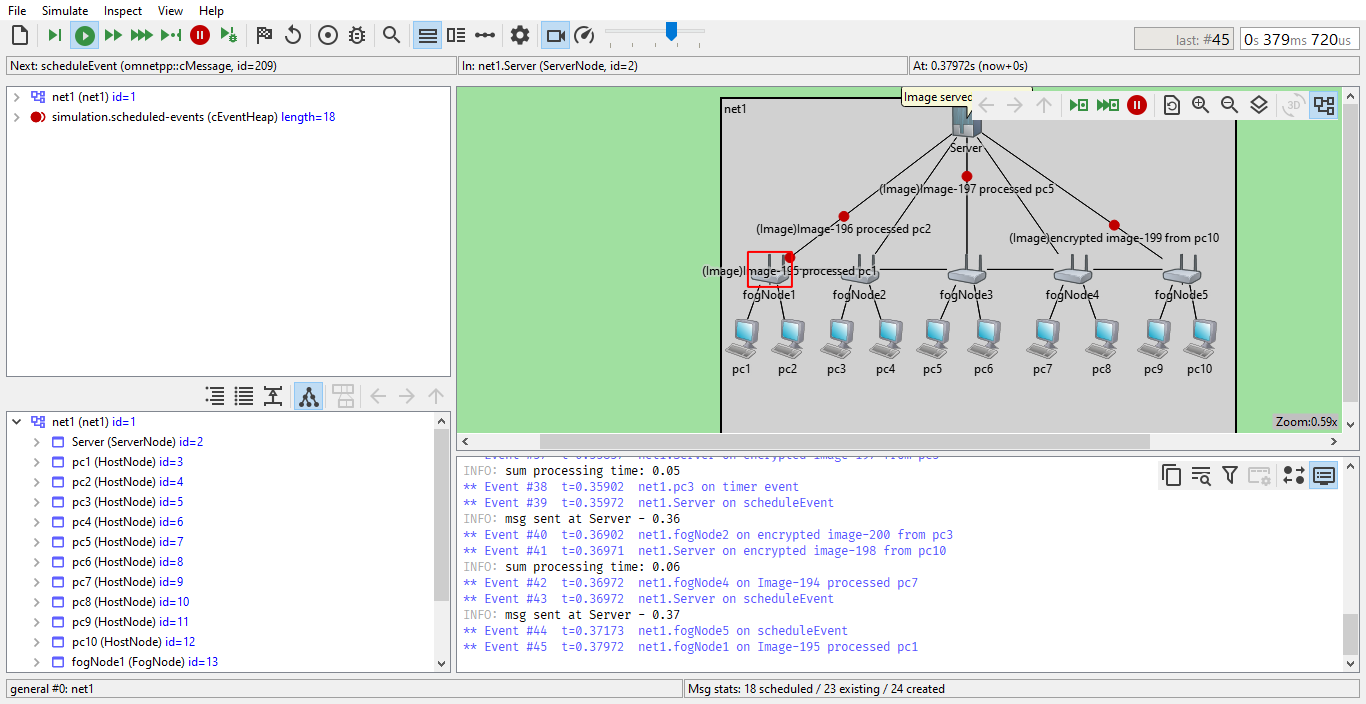 File Simulate Inspect View Help
last: #45 0s 379ms 720us
Next: scheduleEvent (omnetpp::cMessage, id=209) In: net1.Server (ServerNode, id=2) At: 0.37972s (now+0s)
net1 (net1) id=1
simulation.scheduled-events (cEventHeap) length=18
Image served
3D
net1
Server
(Image)Image-197 processed pc5
(Image)Image-196 processed pc2
(Image)encrypted image-199 from pc10
(Image)Image-195 processed pc1
fogNode1 fogNode2 fogNode3 fogNode4 fogNode5
pc1 pc2 pc3 pc4 pc5 pc6 pc7 pc8 pc9 pc10
Zoom:0.59x
net1 (net1) id=1
Server (ServerNode) id=2
pc1 (HostNode) id=3
pc2 (HostNode) id=4
pc3 (HostNode) id=5
pc4 (HostNode) id=6
pc5 (HostNode) id=7
pc6 (HostNode) id=8
pc7 (HostNode) id=9
pc8 (HostNode) id=10
pc9 (HostNode) id=11
pc10 (HostNode) id=12
fogNode1 (FogNode) id=13
INFO: sum processing time: 0.05
** Event #38 t=0.35902 net1.pc3 on timer event
** Event #39 t=0.35972 net1.Server on scheduleEvent
INFO: msg sent at Server - 0.36
** Event #40 t=0.36902 net1.fogNode2 on encrypted image-200 from pc3
** Event #41 t=0.36971 net1.Server on encrypted image-198 from pc10
INFO: sum processing time: 0.06
** Event #42 t=0.36972 net1.fogNode4 on Image-194 processed pc7
** Event #43 t=0.36972 net1.Server on scheduleEvent
INFO: msg sent at Server - 0.37
** Event #44 t=0.37173 net1.fogNode5 on scheduleEvent
** Event #45 t=0.37972 net1.fogNode1 on Image-195 processed pc1
general #0: net1 Msg stats: 18 scheduled / 23 existing / 24 created